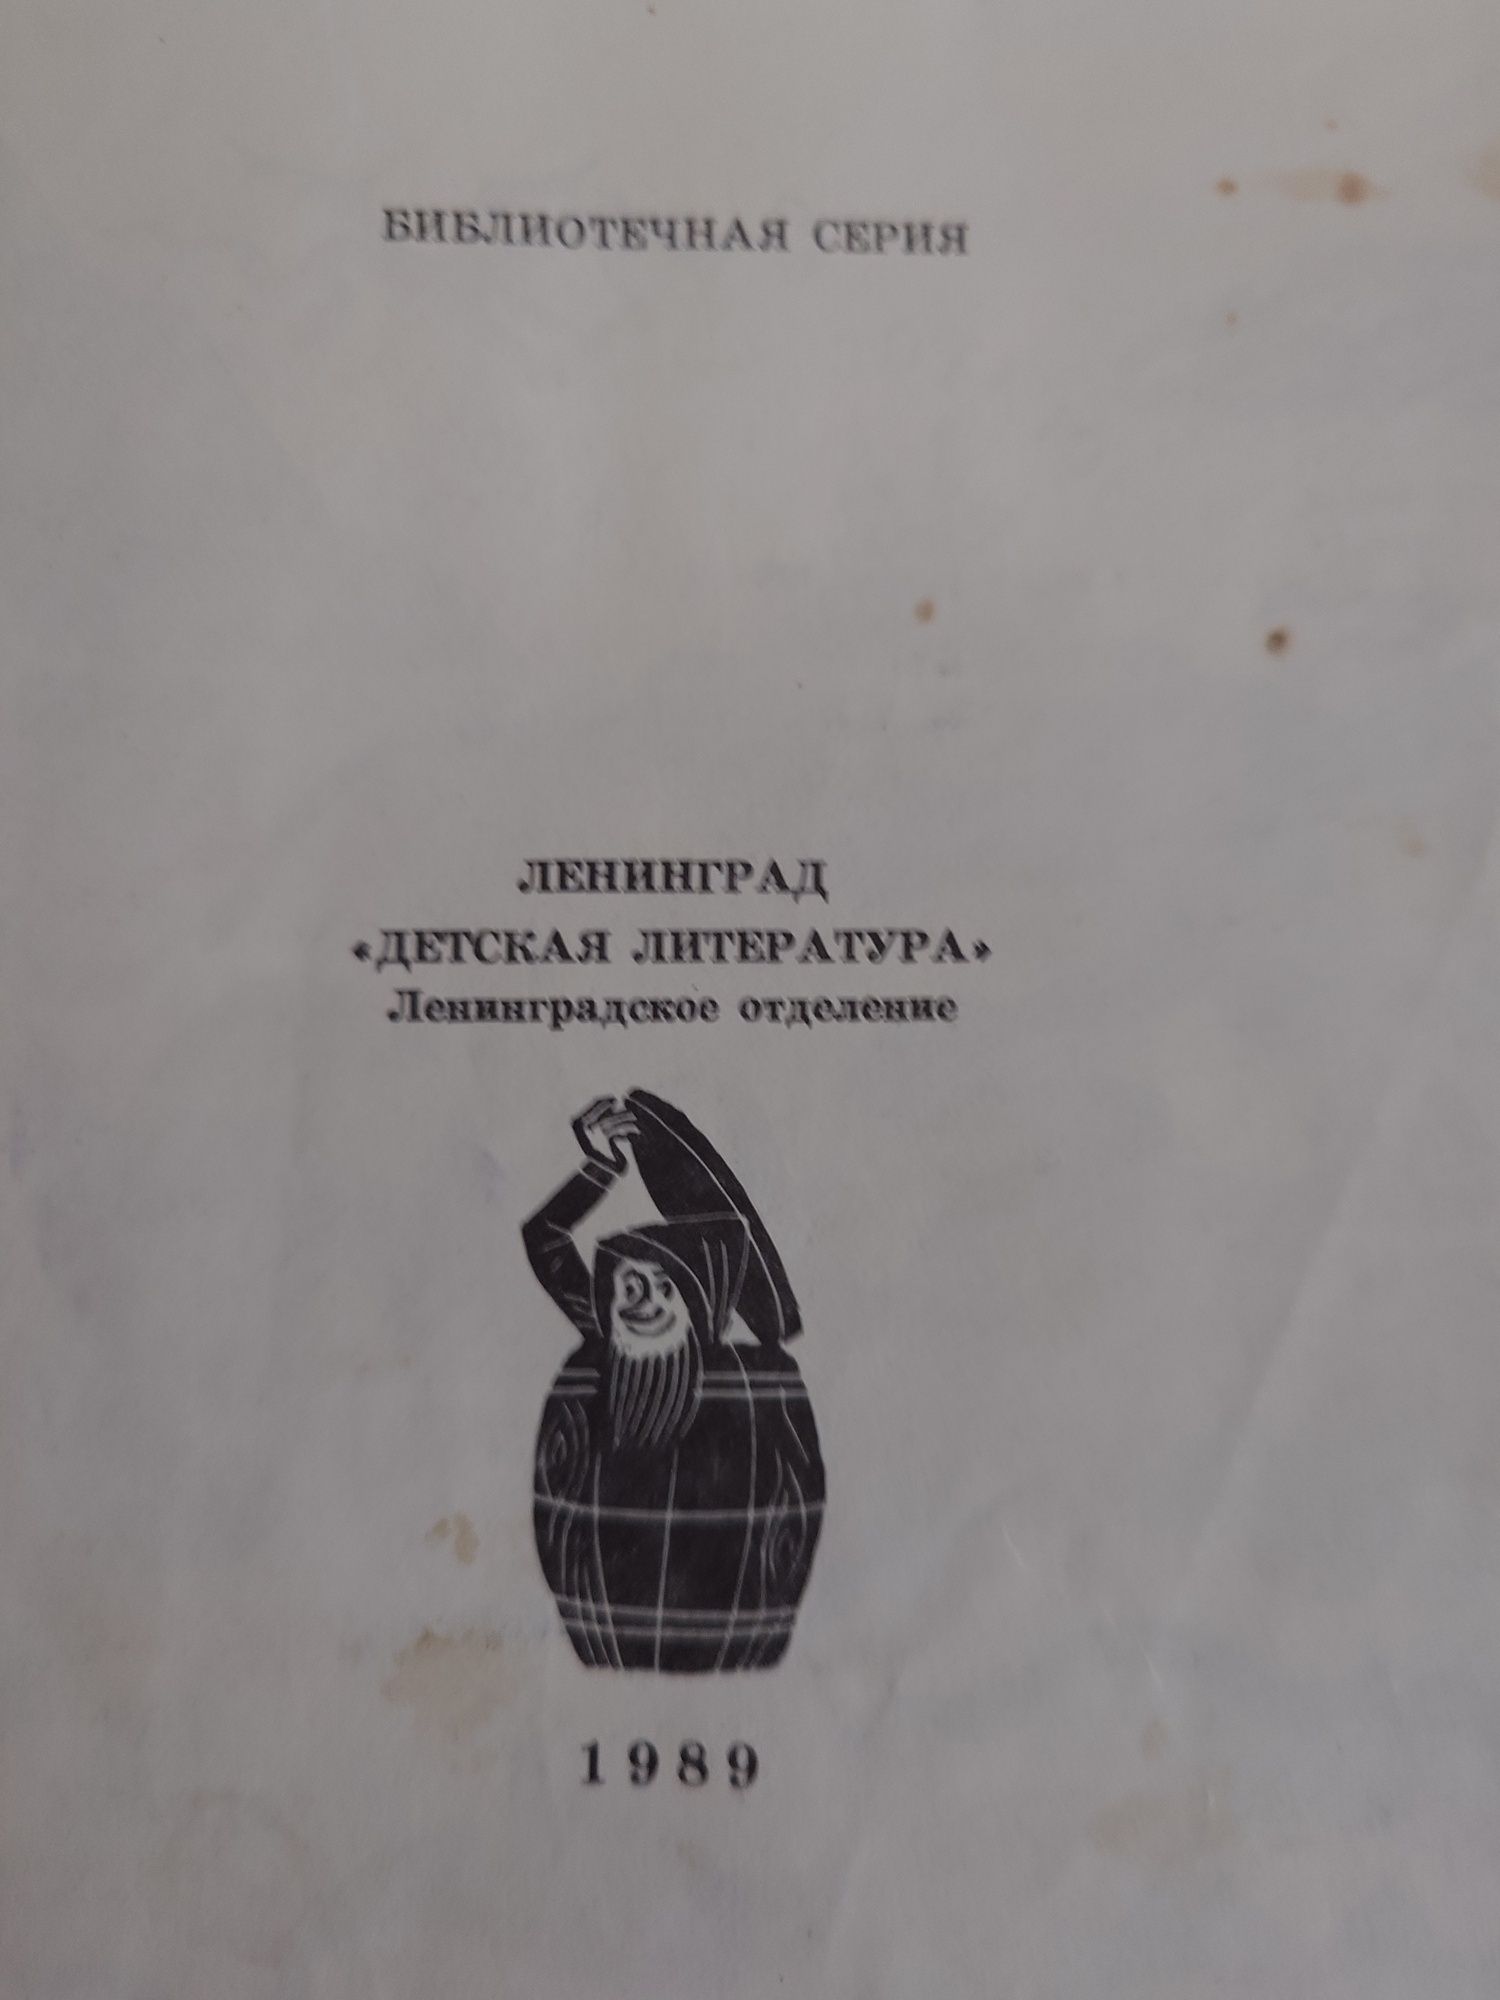 БИБЛИОТЕЧНАЯ СЕРИЯ
ЛЕНИНГРАД
«ДЕТСКАЯ ЛИТЕРАТУРА»
Ленинградское отделение
1989